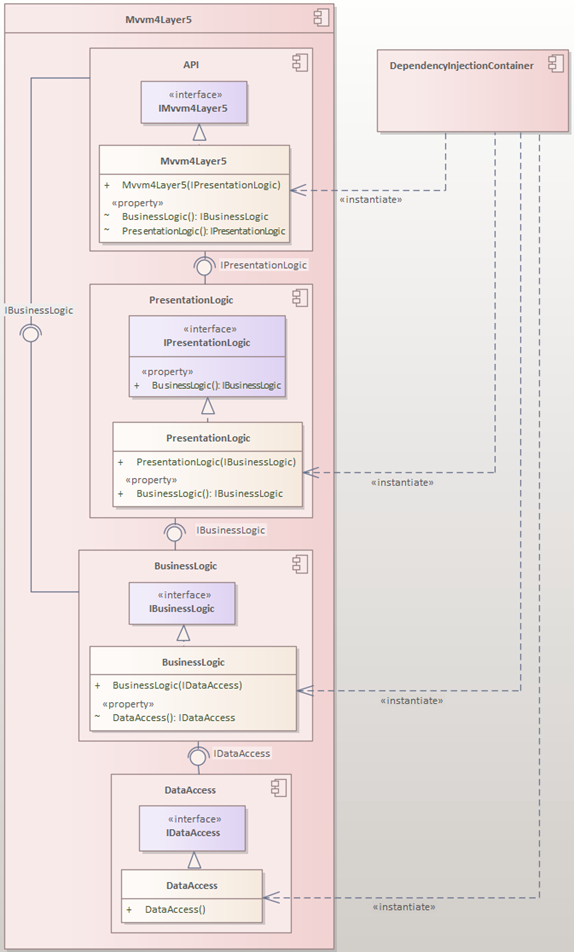 Mvvm4Layer5
API
«interface»
IMvvm4Layer5
Mvvm4Layer5
+ Mvvm4Layer5(IPresentationLogic)
«property»
~ BusinessLogic(): IBusinessLogic
~ PresentationLogic(): IPresentationLogic
DependencyInjectionContainer
«instantiate»
IPresentationLogic
IBusinessLogic
PresentationLogic
«interface»
IPresentationLogic
«property»
+ BusinessLogic(): IBusinessLogic
PresentationLogic
+ PresentationLogic(IBusinessLogic)
«property»
+ BusinessLogic(): IBusinessLogic
«instantiate»
IBusinessLogic
BusinessLogic
«interface»
IBusinessLogic
BusinessLogic
+ BusinessLogic(IDataAccess)
«property»
~ DataAccess(): IDataAccess
«instantiate»
IDataAccess
DataAccess
«interface»
IDataAccess
DataAccess
+ DataAccess()
«instantiate»